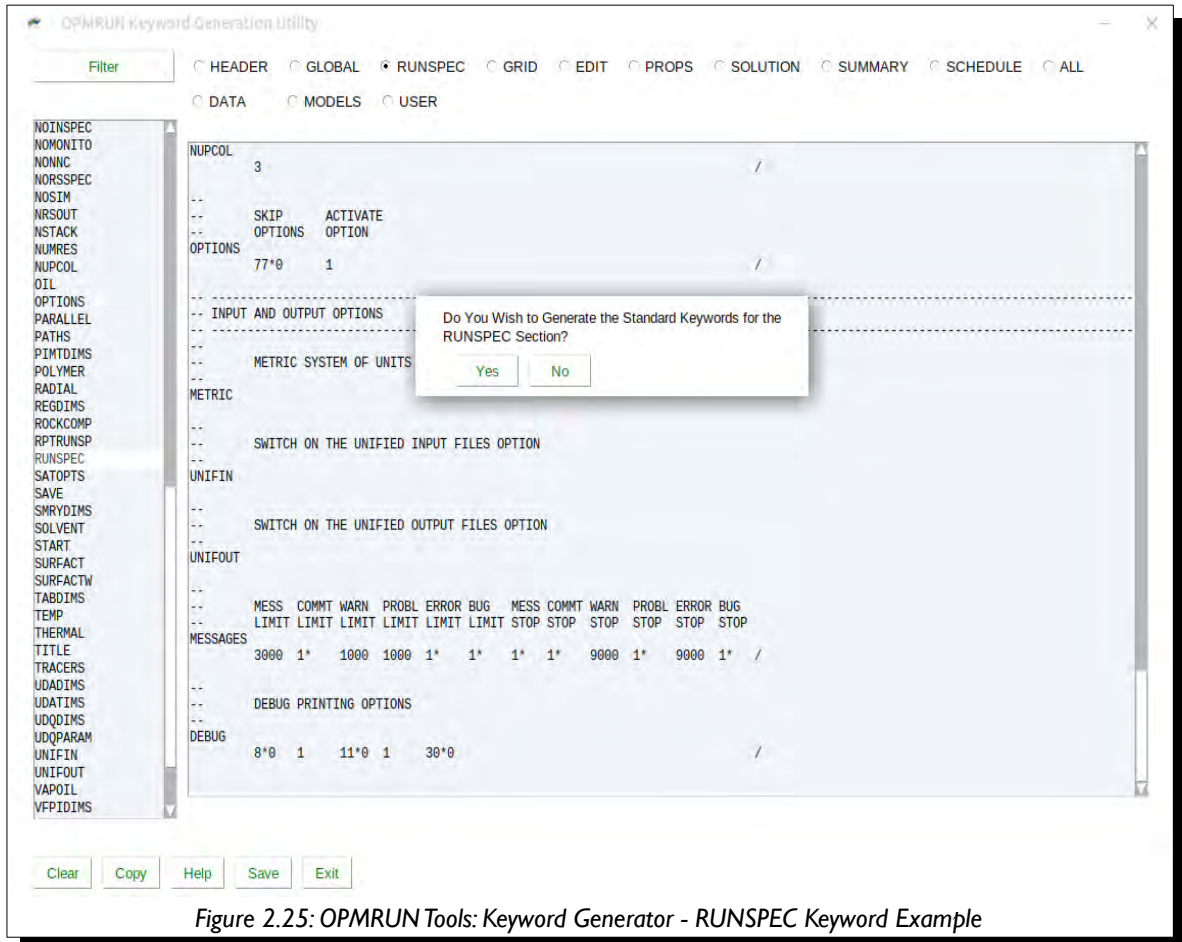 OPMRUN Keyword Generation Utility
Filter
HEADER GLOBAL RUNSPEC GRID EDIT PROPS SOLUTION SUMMARY SCHEDULE ALL
DATA MODELS USER
NOINSPEC
NOMONITO
NONNC
NORSSPEC
NOSIM
NRSOUT
NSTACK
NUMRES
NUPCOL
OIL
OPTIONS
PARALLEL
PATHS
PIMTDIMS
POLYMER
RADIAL
REGDIMS
ROCKCOMP
RPTRUNSP
RUNSPEC
SATOPTS
SAVE
SMRYDIMS
SOLVENT
START
SURFACT
SURFACTW
TABDIMS
TEMP
THERMAL
TITLE
TRACERS
UDADIMS
UDATIMS
UDQDIMS
UDQPARAM
UNIFIN
UNIFOUT
VAPOIL
VFPIDIMS
NUPCOL
3 /
--
-- SKIP ACTIVATE
-- OPTIONS OPTION
OPTIONS
77*0 1 /
-- --------------------------------------------------------------
-- INPUT AND OUTPUT OPTIONS
-- --------------------------------------------------------------
--
-- METRIC SYSTEM OF UNITS
--
METRIC
--
-- SWITCH ON THE UNIFIED INPUT FILES OPTION
--
UNIFIN
--
-- SWITCH ON THE UNIFIED OUTPUT FILES OPTION
--
UNIFOUT
--
-- MESS COMMT WARN PROBL ERROR BUG MESS COMMT WARN PROBL ERROR BUG
-- LIMIT LIMIT LIMIT LIMIT LIMIT LIMIT STOP STOP STOP STOP STOP STOP
MESSAGES
3000 1* 1000 1000 1* 1* 1* 1* 9000 1* 9000 1* /
--
-- DEBUG PRINTING OPTIONS
--
DEBUG
8*0 1 11*0 1 30*0 /
Do You Wish to Generate the Standard Keywords for the
RUNSPEC Section?
Yes No
Clear Copy Help Save Exit
Figure 2.25: OPMRUN Tools: Keyword Generator - RUNSPEC Keyword Example